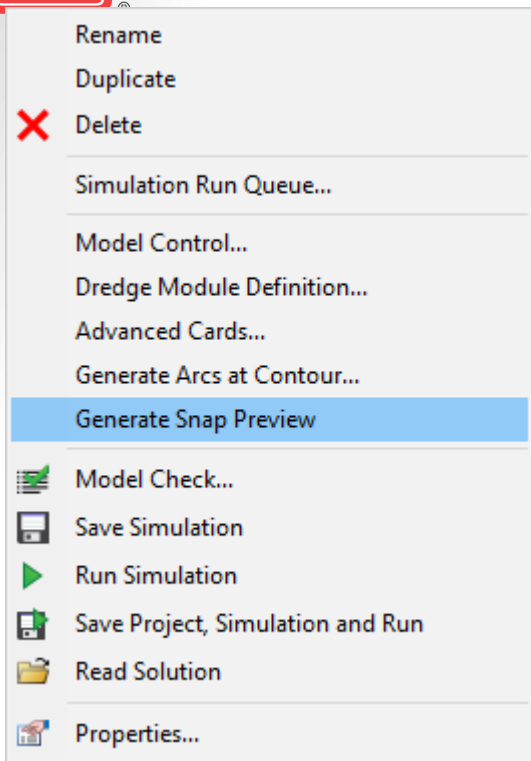 ®
Rename
Duplicate
Delete
Simulation Run Queue...
Model Control...
Dredge Module Definition...
Advanced Cards...
Generate Arcs at Contour...
Generate Snap Preview
Model Check...
Save Simulation
Run Simulation
Save Project, Simulation and Run
Read Solution
Properties...